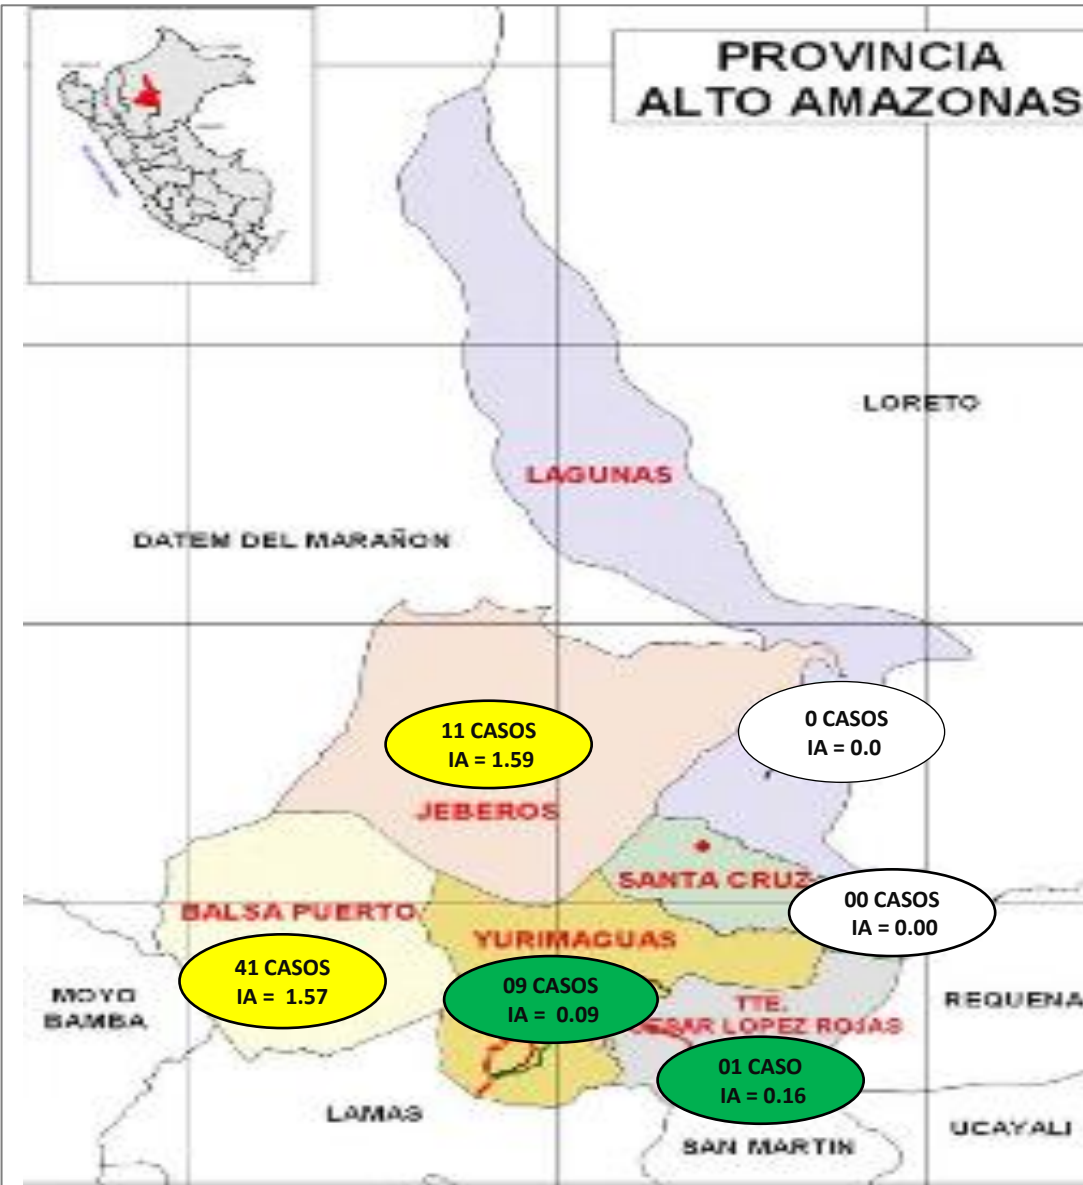 PROVINCIA
ALTO AMAZONAS
LORETO
LAGUNAS
DATEM DEL MARAÑON
11 CASOS
IA = 1.59
0 CASOS
IA = 0.0
JEBEROS
SANTA CRUZ
00 CASOS
IA = 0.00
BALSA PUERTO
YURIMAGUAS
41 CASOS
IA = 1.57
09 CASOS
IA = 0.09
MOYO
BAMBA
TTE.
LOPEZ ROJAS
REQUENA
01 CASO
IA = 0.16
LAMAS
SAN MARTIN
UCAYALI